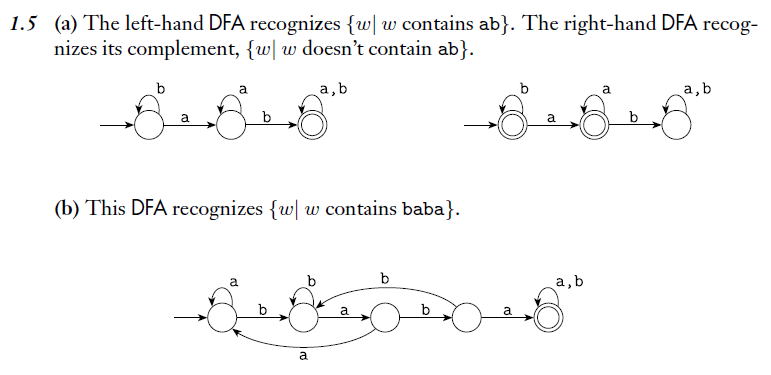 1.5 (a) The left-hand DFA recognizes {w| w contains ab}. The right-hand DFA recog-
nizes its complement, {w| w doesn't contain ab}.
b a a,b b a a,b
a b a b
(b) This DFA recognizes {w| w contains baba}.
b
a b a,b
b a b a
a